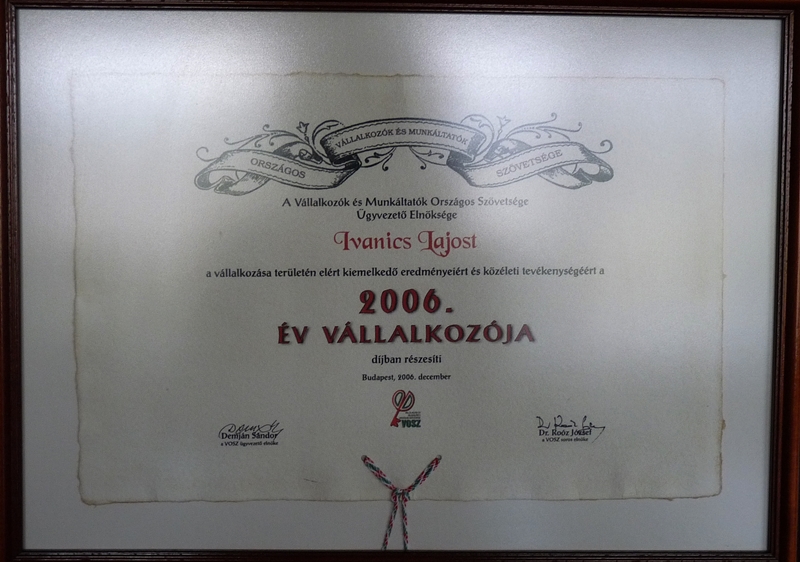 ORSZÁGOS VÁLLALKOZÓK ÉS MUNKÁLTATÓK SZÖVETSÉGE
A Vállalkozók és Munkáltatók Országos Szövetsége
Ügyvezető Elnöksége
Ivanics Lajost
a vállalkozása területén elért kiemelkedő eredményeiért és közéleti tevékenységéért a
2006.
ÉV VÁLLALKOZÓJA
díjban részesíti
Budapest, 2006. december
VOSZ
Demján Sándor
a VOSZ ügyvezető elnöke
Dr. Roóz József
a VOSZ soros elnöke